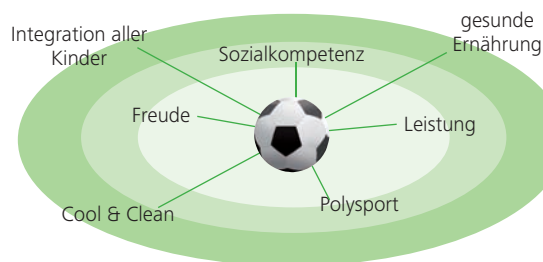 gesunde
Ernährung
Integration aller
Kinder
Sozialkompetenz
Freude
Leistung
Cool & Clean
Polysport